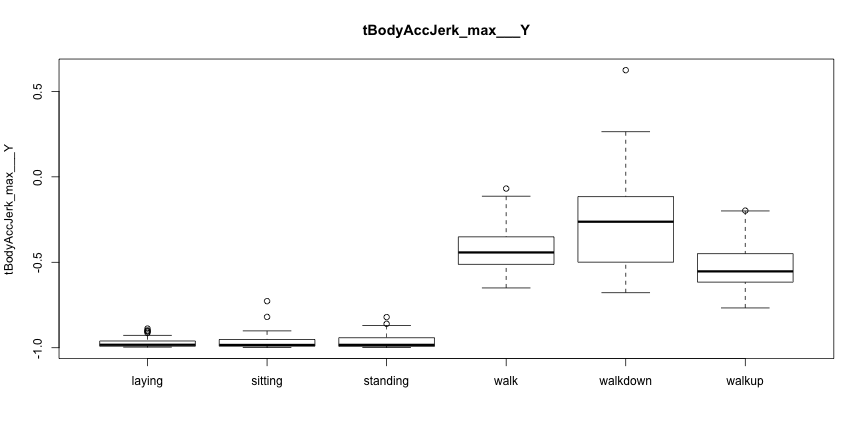 tBodyAccJerk_max___Y
tBodyAccJerk_max___Y
0.5
0.0
-0.5
-1.0
laying sitting standing walk walkdown walkup